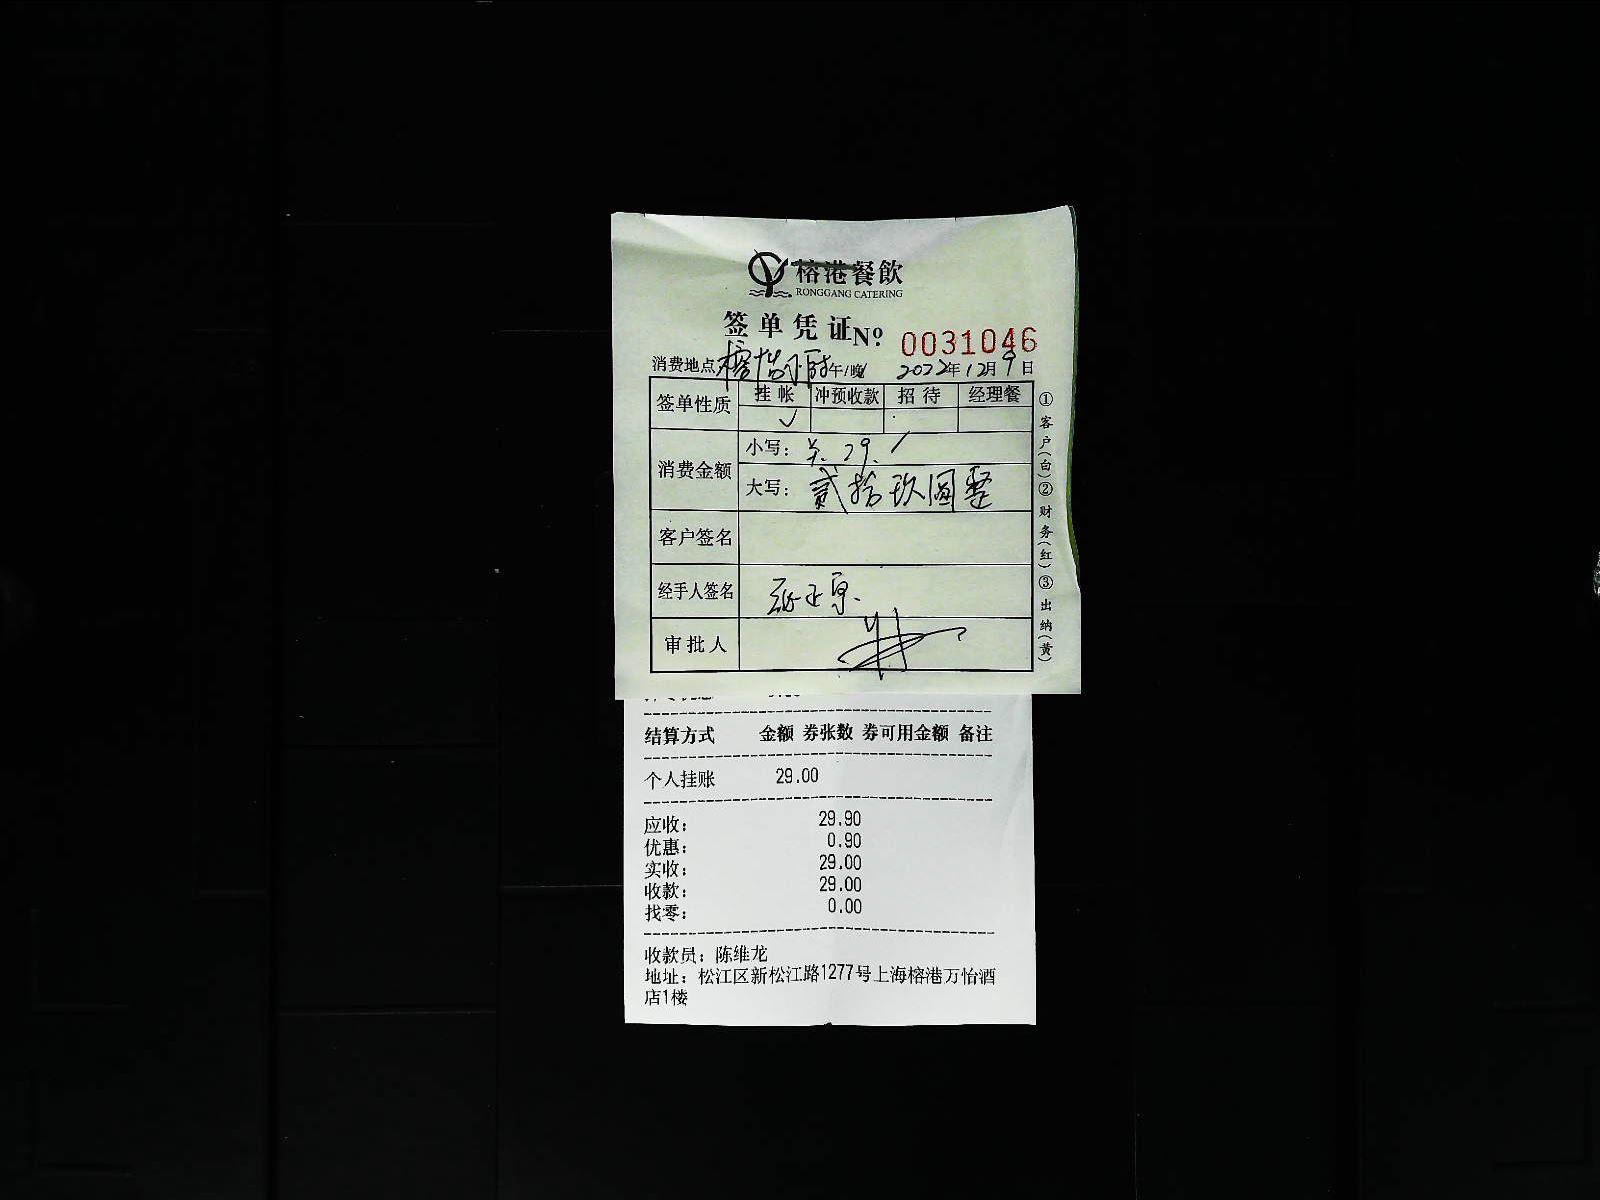 榕港餐飲
RONGGANG CATERING
签单凭证 Nº 0031046
消费地点 午/晚 2022年12月9日
签单性质 挂帐 冲预收款 招待 经理餐
✓
消费金额 小写: ¥.29./
大写: 贰拾玖圆整
客户签名
经手人签名
审批人
①客户(白)②财务(红)③出纳(黄)
结算方式 金额 券张数 券可用金额 备注
个人挂账 29.00
应收: 29.90
优惠: 0.90
实收: 29.00
收款: 29.00
找零: 0.00
收款员: 陈维龙
地址: 松江区新松江路1277号上海榕港万怡酒
店1楼